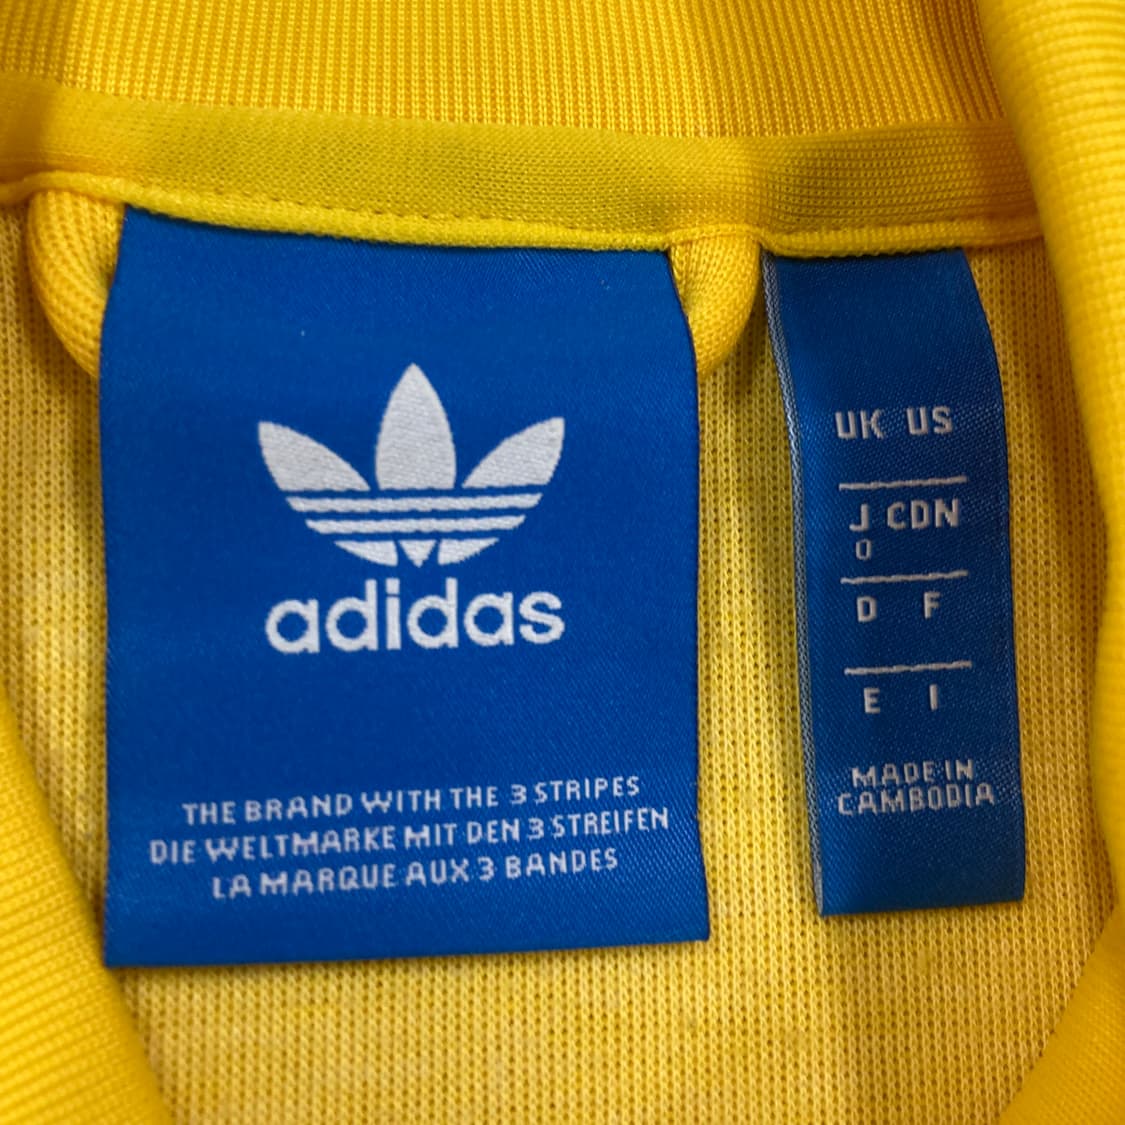 adidas
THE BRAND WITH THE 3 STRIPES
DIE WELTMARKE MIT DEN 3 STREIFEN
LA MARQUE AUX 3 BANDES
UK US
J CDN
O
D F
E I
MADE IN
CAMBODIA